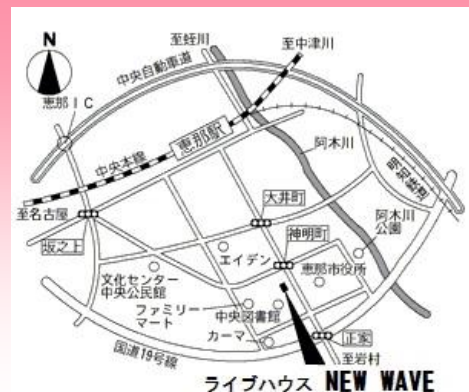 N
至蛭川
至中津川
中央自動車道
恵那IC
恵那駅
中央本線
阿木川
明知鉄道
至名古屋
大井町
阿木川
公園
坂之上
神明町
エイデン
恵那市役所
文化センター
中央公民館
ファミリー
マート
中央図書館
カーマ
正家
国道19号線
至岩村
ライブハウス NEW WAVE